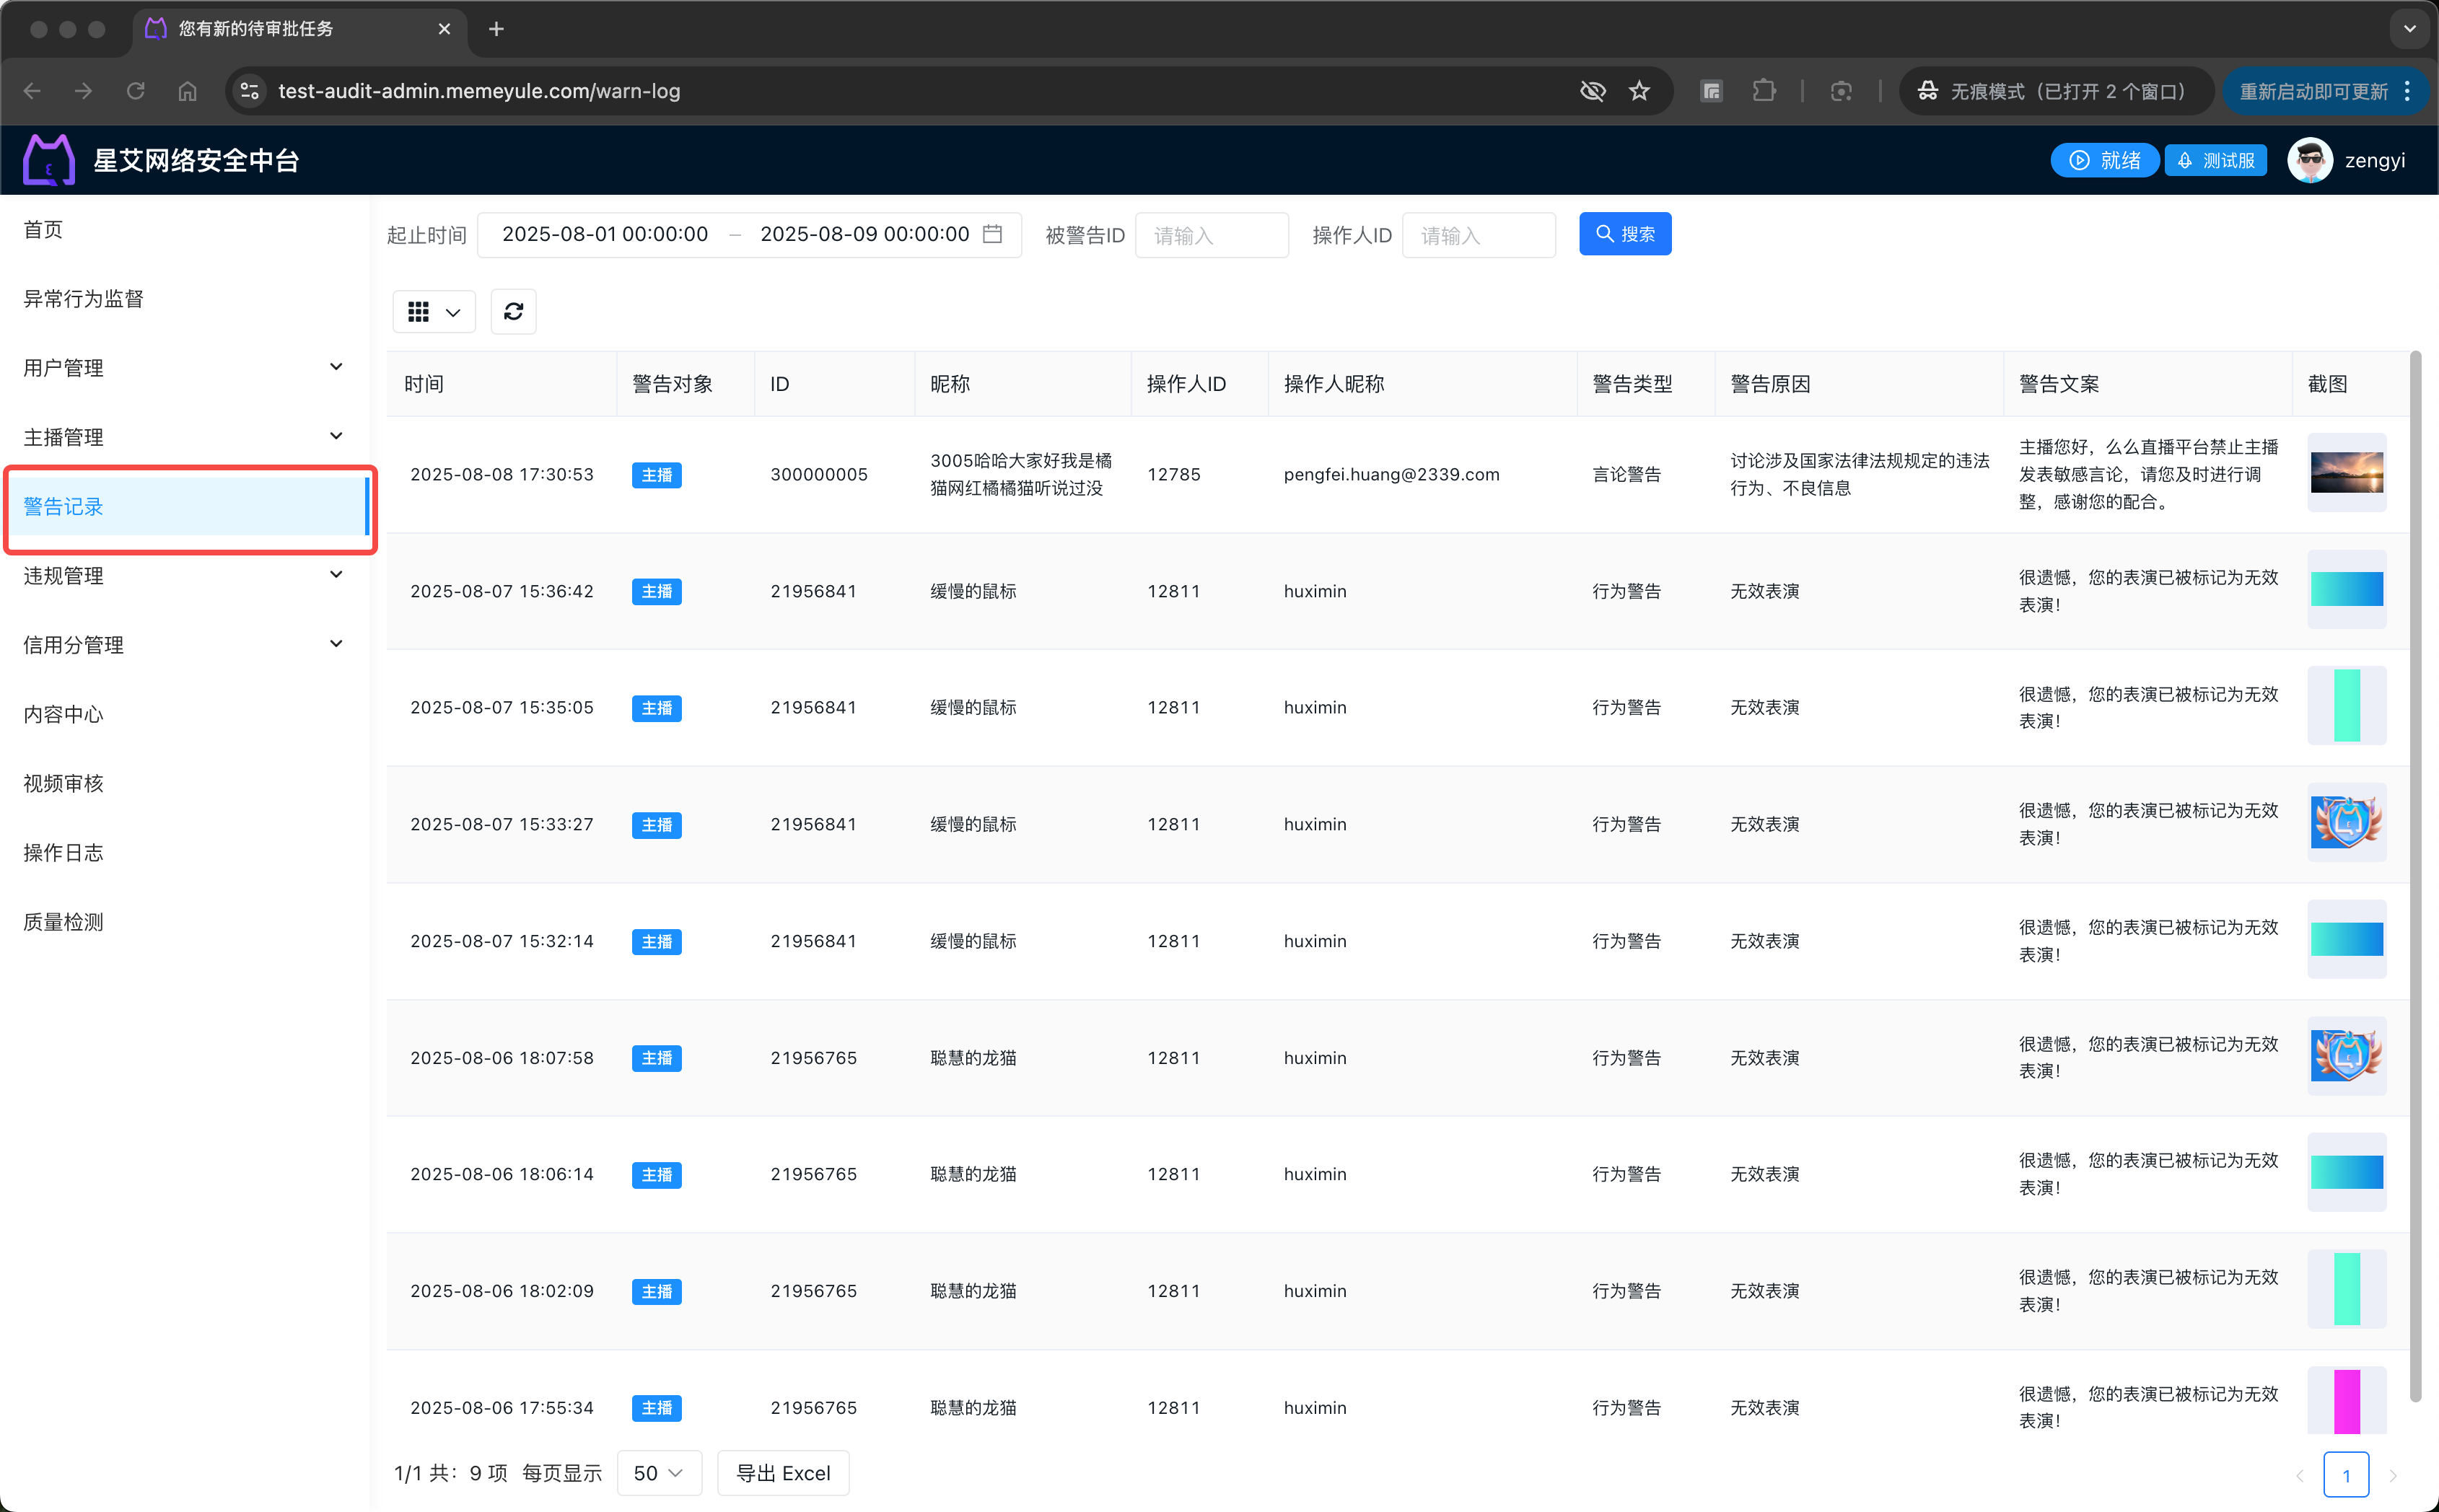 您有新的待审批任务
test-audit-admin.memeyule.com/warn-log
无痕模式（已打开 2 个窗口）
重新启动即可更新
星艾网络安全中台
就绪
测试服
zengyi
首页
异常行为监督
用户管理
主播管理
警告记录
违规管理
信用分管理
内容中心
视频审核
操作日志
质量检测
起止时间 2025-08-01 00:00:00 – 2025-08-09 00:00:00 被警告ID 请输入 操作人ID 请输入 搜索
时间 警告对象 ID 昵称 操作人ID 操作人昵称 警告类型 警告原因 警告文案 截图
2025-08-08 17:30:53 主播 300000005 3005哈哈大家好我是橘 12785 pengfei.huang@2339.com 言论警告 讨论涉及国家法律法规规定的违法 主播您好，么么直播平台禁止主播
猫网红橘橘猫听说过没 行为、不良信息 发表敏感言论，请您及时进行调
整，感谢您的配合。
2025-08-07 15:36:42 主播 21956841 缓慢的鼠标 12811 huximin 行为警告 无效表演 很遗憾，您的表演已被标记为无效
表演！
2025-08-07 15:35:05 主播 21956841 缓慢的鼠标 12811 huximin 行为警告 无效表演 很遗憾，您的表演已被标记为无效
表演！
2025-08-07 15:33:27 主播 21956841 缓慢的鼠标 12811 huximin 行为警告 无效表演 很遗憾，您的表演已被标记为无效
表演！
2025-08-07 15:32:14 主播 21956841 缓慢的鼠标 12811 huximin 行为警告 无效表演 很遗憾，您的表演已被标记为无效
表演！
2025-08-06 18:07:58 主播 21956765 聪慧的龙猫 12811 huximin 行为警告 无效表演 很遗憾，您的表演已被标记为无效
表演！
2025-08-06 18:06:14 主播 21956765 聪慧的龙猫 12811 huximin 行为警告 无效表演 很遗憾，您的表演已被标记为无效
表演！
2025-08-06 18:02:09 主播 21956765 聪慧的龙猫 12811 huximin 行为警告 无效表演 很遗憾，您的表演已被标记为无效
表演！
2025-08-06 17:55:34 主播 21956765 聪慧的龙猫 12811 huximin 行为警告 无效表演 很遗憾，您的表演已被标记为无效
表演！
1/1 共：9 项 每页显示 50 导出 Excel 1